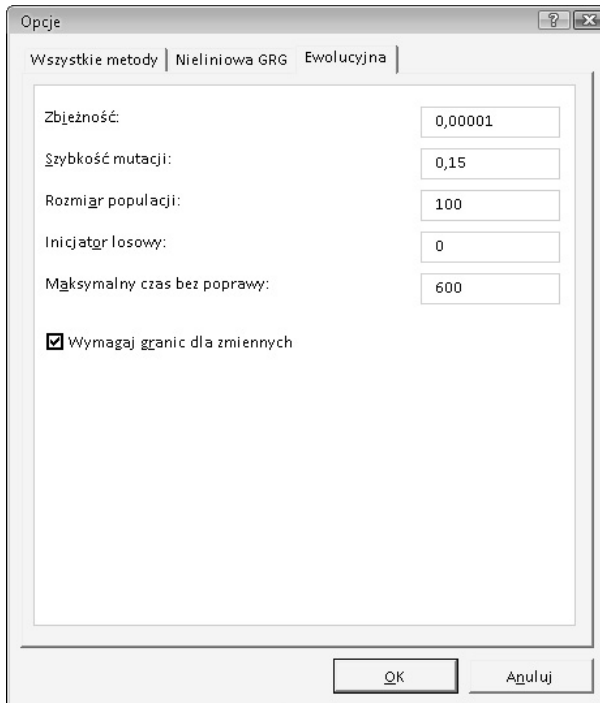 Opcje
Wszystkie metody Nieliniowa GRG Ewolucyjna
Zbieżność: 0,00001
Szybkość mutacji: 0,15
Rozmiar populacji: 100
Inicjator losowy: 0
Maksymalny czas bez poprawy: 600
Wymagaj granic dla zmiennych
OK Anuluj